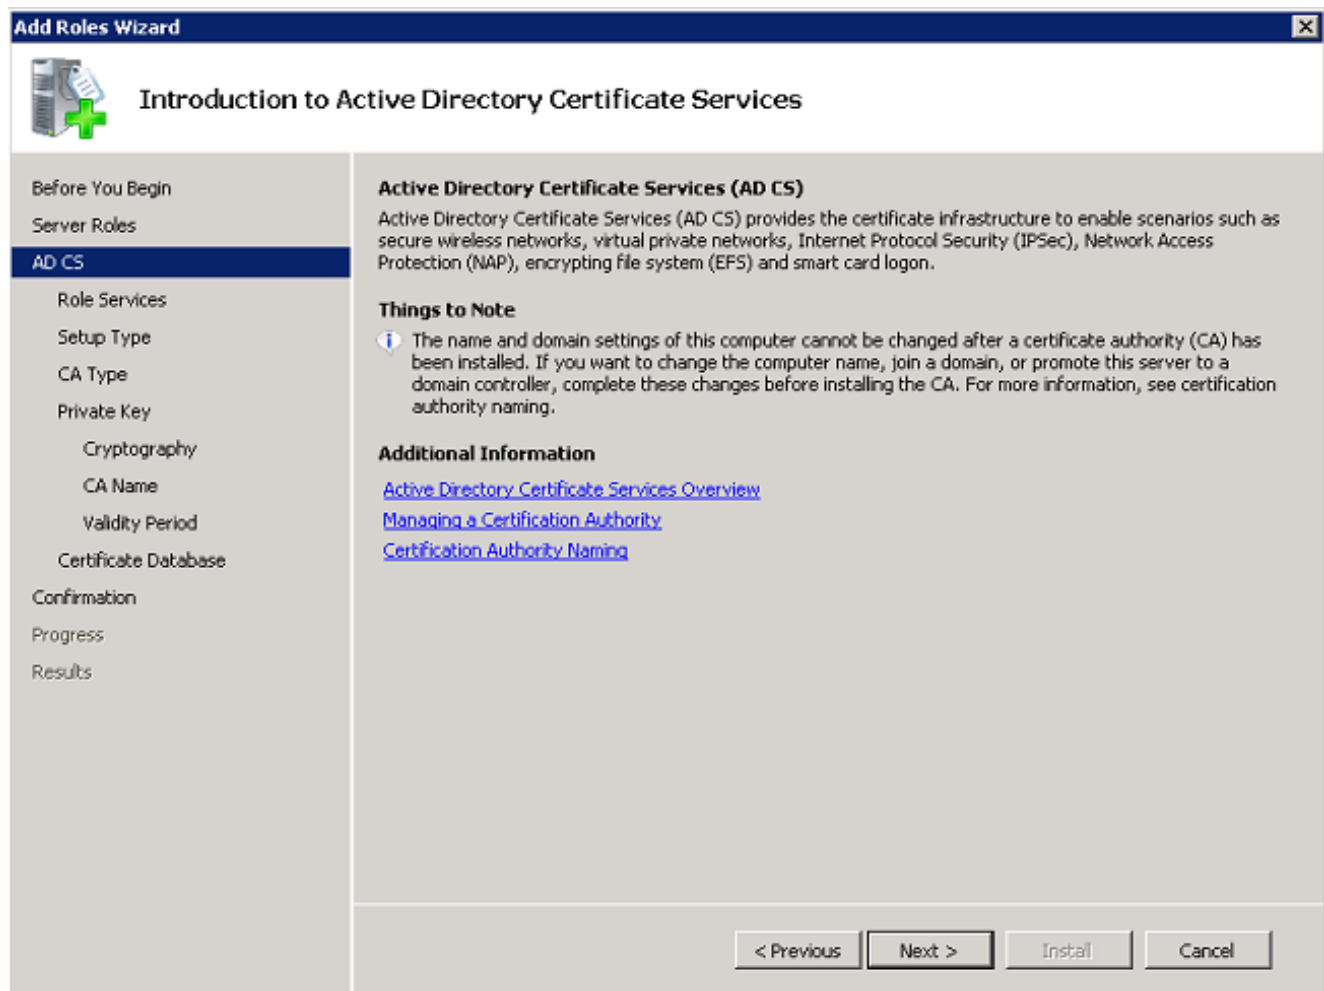 Add Roles Wizard
Introduction to Active Directory Certificate Services
Before You Begin
Server Roles
AD CS
Role Services
Setup Type
CA Type
Private Key
Cryptography
CA Name
Validity Period
Certificate Database
Confirmation
Progress
Results
Active Directory Certificate Services (AD CS)
Active Directory Certificate Services (AD CS) provides the certificate infrastructure to enable scenarios such as
secure wireless networks, virtual private networks, Internet Protocol Security (IPSec), Network Access
Protection (NAP), encrypting file system (EFS) and smart card logon.
Things to Note
The name and domain settings of this computer cannot be changed after a certificate authority (CA) has
been installed. If you want to change the computer name, join a domain, or promote this server to a
domain controller, complete these changes before installing the CA. For more information, see certification
authority naming.
Additional Information
Active Directory Certificate Services Overview
Managing a Certification Authority
Certification Authority Naming
< Previous
Next >
Install
Cancel